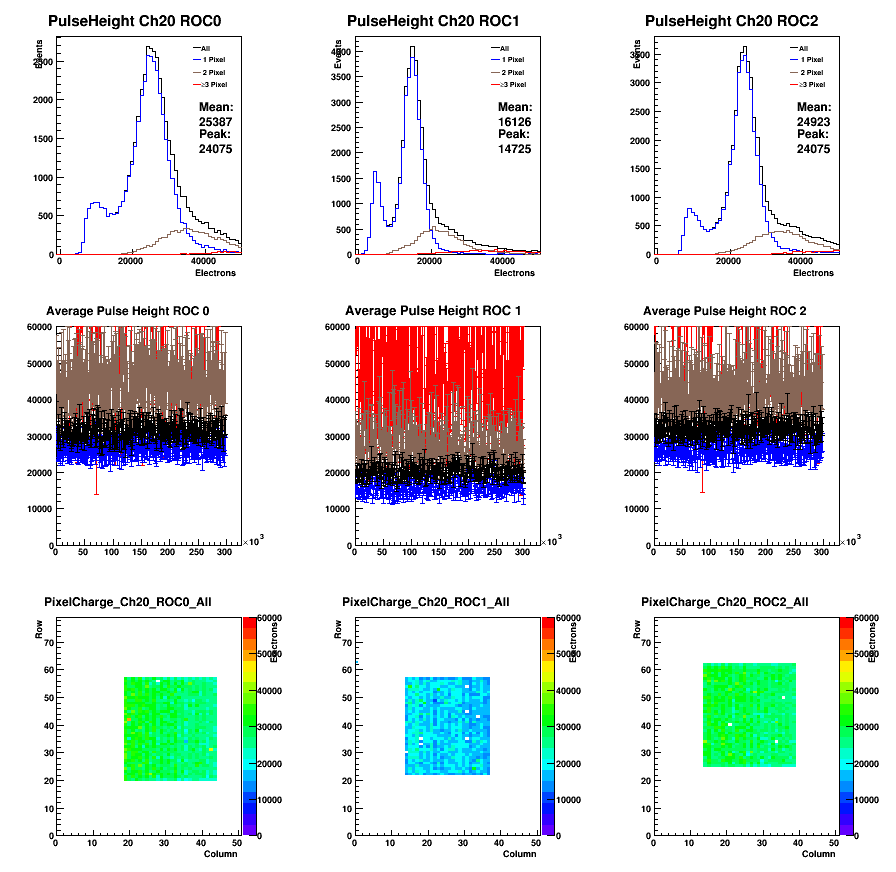 PulseHeight Ch20 ROC0
Events
2500
2000
1500
1000
500
0
0
20000
40000
Electrons
All
1 Pixel
2 Pixel
≥3 Pixel
Mean:
25387
Peak:
24075
PulseHeight Ch20 ROC1
Events
4000
3500
3000
2500
2000
1500
1000
500
0
0
20000
40000
Electrons
All
1 Pixel
2 Pixel
≥3 Pixel
Mean:
16126
Peak:
14725
PulseHeight Ch20 ROC2
Events
3500
3000
2500
2000
1500
1000
500
0
20000
40000
Electrons
All
1 Pixel
2 Pixel
≥3 Pixel
Mean:
24923
Peak:
24075
Average Pulse Height ROC 0
60000
50000
40000
30000
20000
10000
0
0 50 100 150 200 250 300
×10³
Average Pulse Height ROC 1
60000
50000
40000
30000
20000
10000
0
0 50 100 150 200 250 300
×10³
Average Pulse Height ROC 2
60000
50000
40000
30000
20000
10000
0
0 50 100 150 200 250 300
×10³
PixelCharge_Ch20_ROC0_All
Row
70
60
50
40
30
20
10
0
0 10 20 30 40 50
Column
60000
50000
40000
30000
20000
10000
0
Electrons
PixelCharge_Ch20_ROC1_All
Row
70
60
50
40
30
20
10
0
0 10 20 30 40 50
Column
60000
50000
40000
30000
20000
10000
0
Electrons
PixelCharge_Ch20_ROC2_All
Row
70
60
50
40
30
20
10
0
0 10 20 30 40 50
Column
60000
50000
40000
30000
20000
10000
0
Electrons